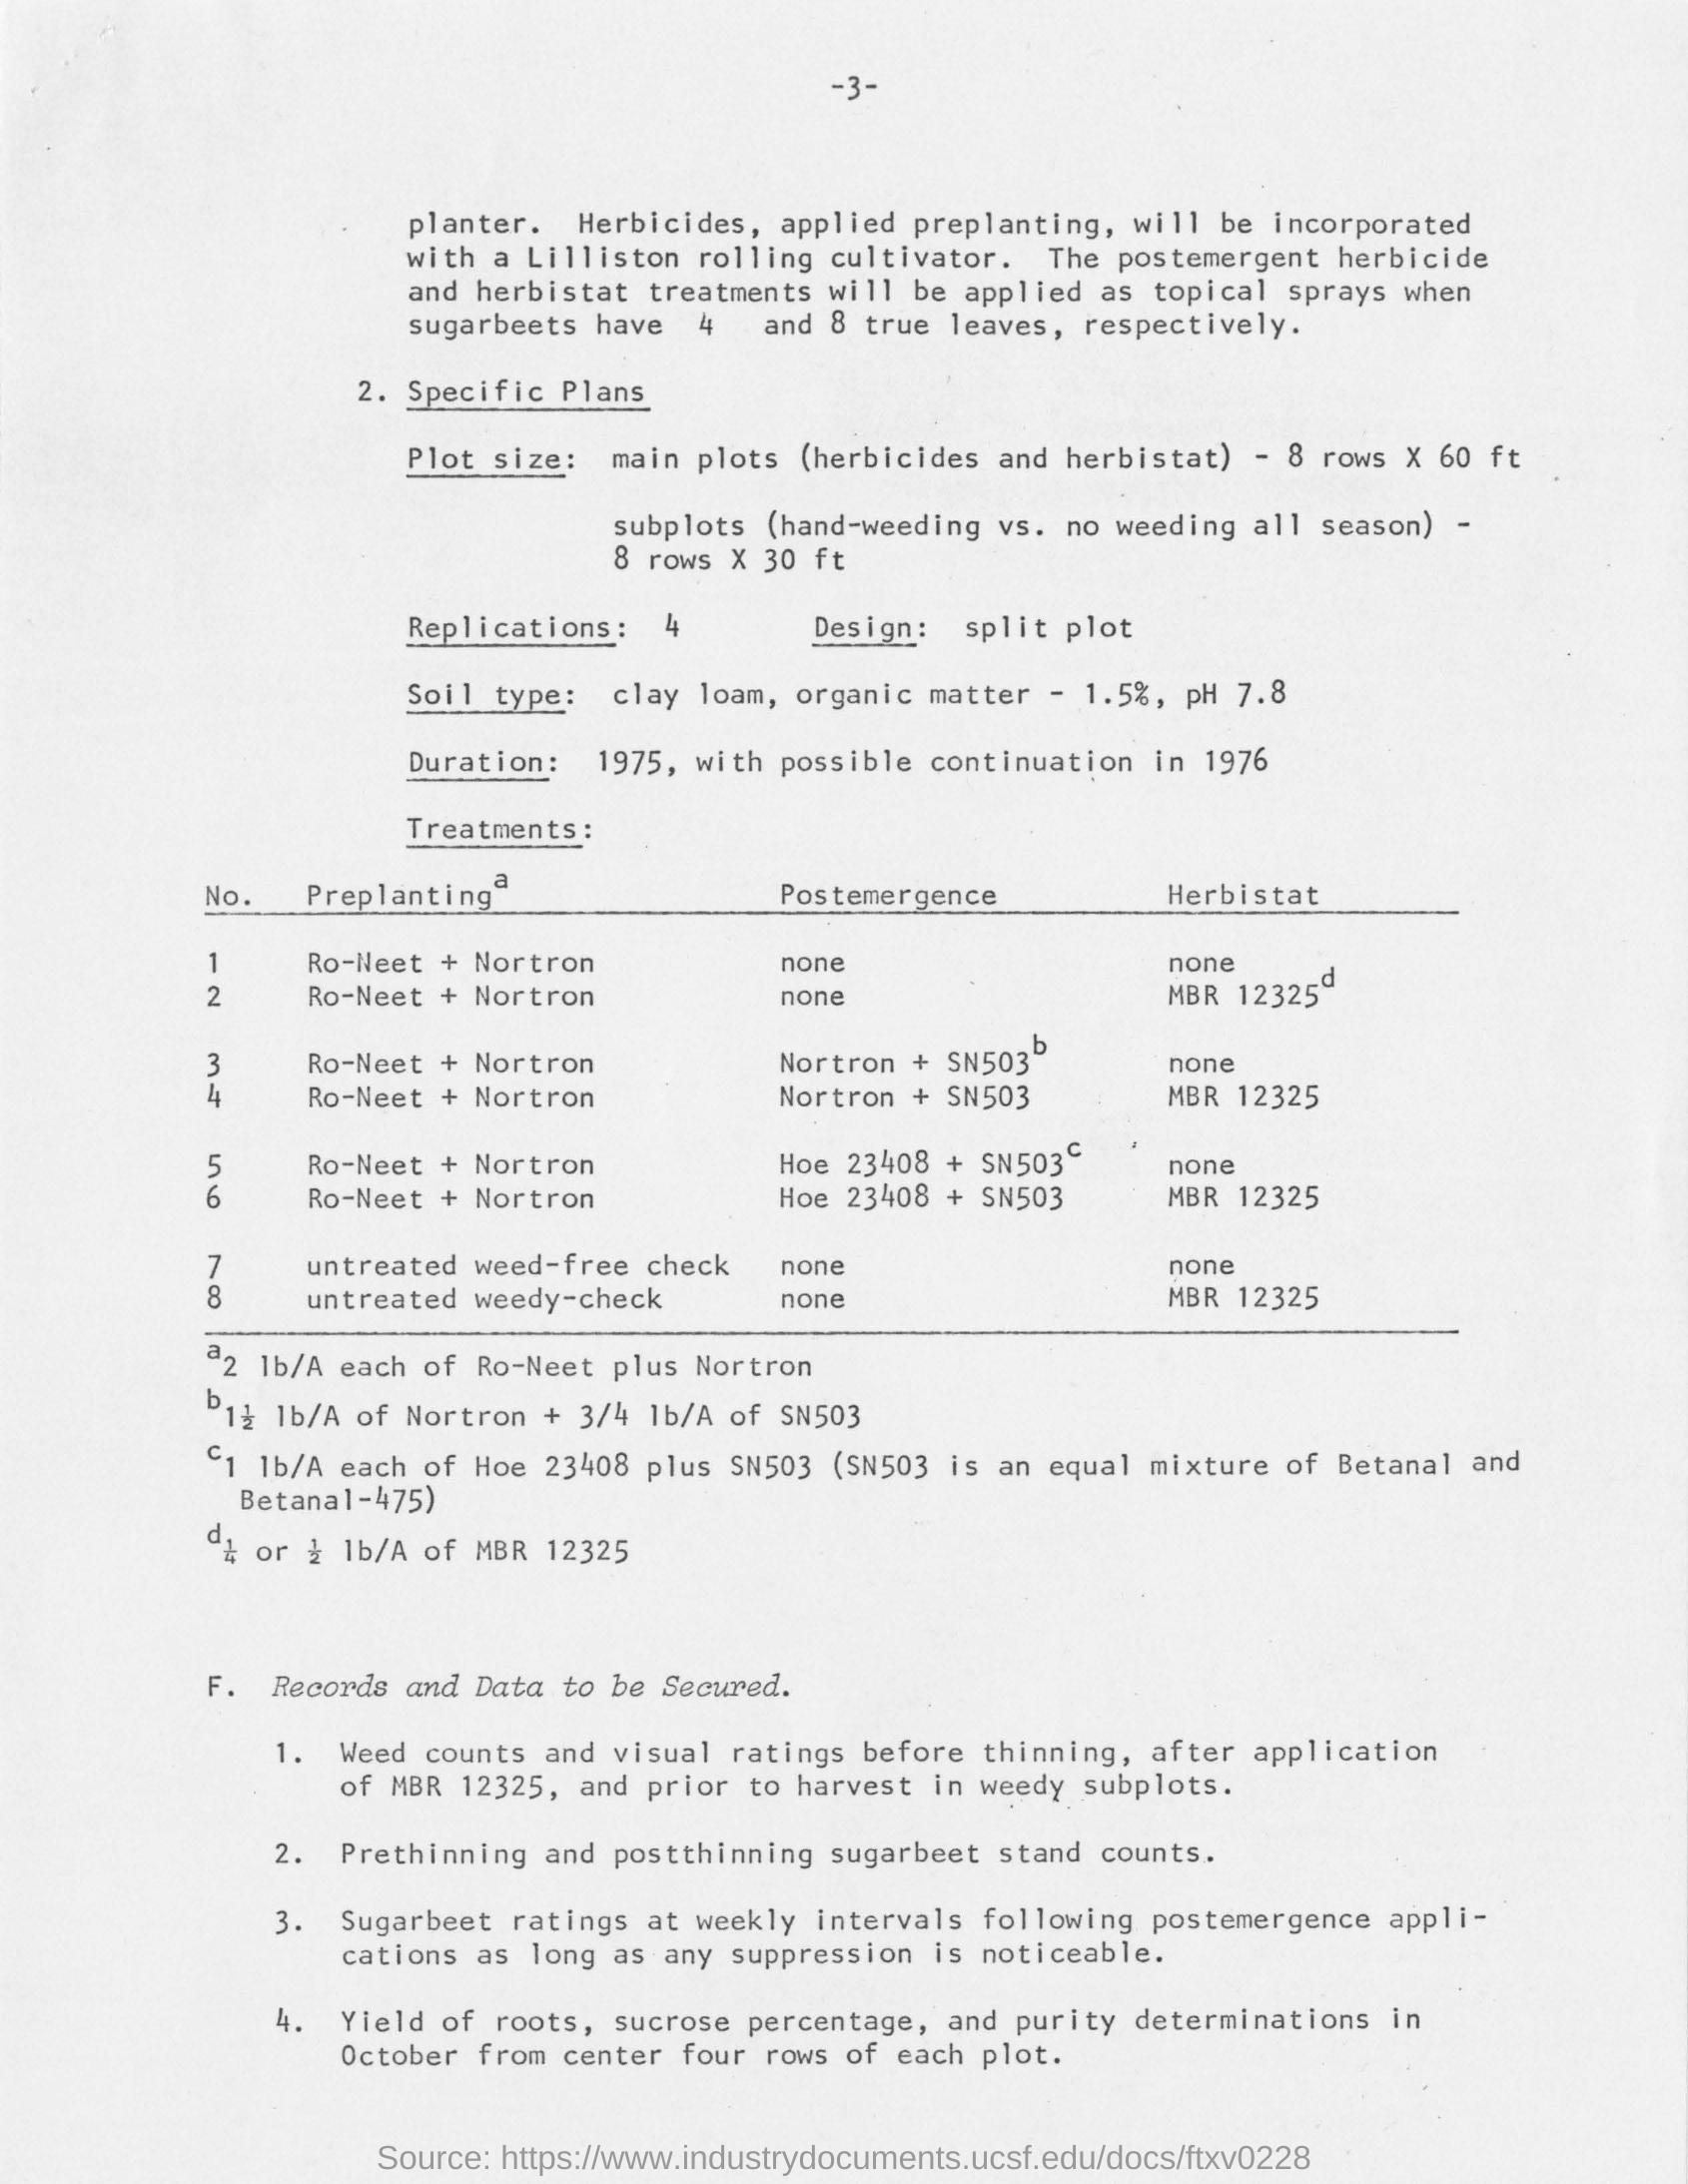 -3-
planter. Herbicides, applied preplanting, will be incorporated
with a Lilliston rolling cultivator. The postemergent herbicide
and herbistat treatments will be applied as topical sprays when
sugarbeets have 4 and 8 true leaves, respectively.
2. Specific Plans
Plot size: main plots (herbicides and herbistat) - 8 rows X 60 ft
subplots (hand-weeding vs. no weeding all season) -
8 rows X 30 ft
Replications: 4 Design: split plot
Soil type: clay loam, organic matter - 1.5%, pH 7.8
Duration: 1975, with possible continuation in 1976
Treatments:
No. Preplanting^a Postemergence Herbistat
1 Ro-Neet + Nortron none none
2 Ro-Neet + Nortron none MBR 12325^d
3 Ro-Neet + Nortron Nortron + SN503^b none
4 Ro-Neet + Nortron Nortron + SN503 MBR 12325
5 Ro-Neet + Nortron Hoe 23408 + SN503^c none
6 Ro-Neet + Nortron Hoe 23408 + SN503 MBR 12325
7 untreated weed-free check none none
8 untreated weedy-check none MBR 12325
^a2 lb/A each of Ro-Neet plus Nortron
^b1½ lb/A of Nortron + 3/4 lb/A of SN503
^c1 lb/A each of Hoe 23408 plus SN503 (SN503 is an equal mixture of Betanal and
Betanal-475)
^d¼ or ½ lb/A of MBR 12325
F. Records and Data to be Secured.
1. Weed counts and visual ratings before thinning, after application
of MBR 12325, and prior to harvest in weedy subplots.
2. Prethinning and postthinning sugarbeet stand counts.
3. Sugarbeet ratings at weekly intervals following postemergence appli-
cations as long as any suppression is noticeable.
4. Yield of roots, sucrose percentage, and purity determinations in
October from center four rows of each plot.
Source: https://www.industrydocuments.ucsf.edu/docs/ftxv0228